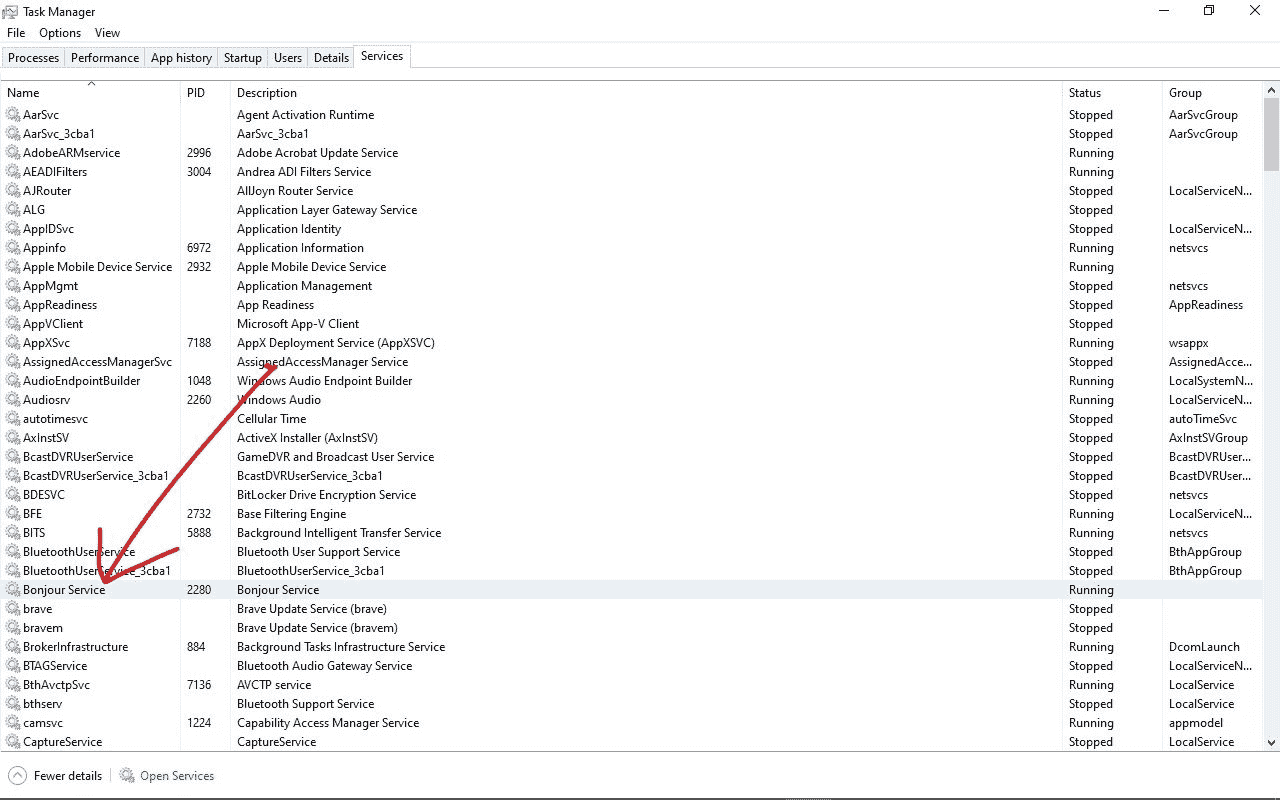 Task Manager
File Options View
Processes Performance App history Startup Users Details Services
Name PID Description Status Group
AarSvc Agent Activation Runtime Stopped AarSvcGroup
AarSvc_3cba1 AarSvc_3cba1 Stopped AarSvcGroup
AdobeARMservice 2996 Adobe Acrobat Update Service Running
AEADIFilters 3004 Andrea ADI Filters Service Running
AJRouter AllJoyn Router Service Stopped LocalServiceN...
ALG Application Layer Gateway Service Stopped
AppIDSvc Application Identity Stopped LocalServiceN...
Appinfo 6972 Application Information Running netsvcs
Apple Mobile Device Service 2932 Apple Mobile Device Service Running
AppMgmt Application Management Stopped netsvcs
AppReadiness App Readiness Stopped AppReadiness
AppVClient Microsoft App-V Client Stopped
AppXSvc 7188 AppX Deployment Service (AppXSVC) Running wsappx
AssignedAccessManagerSvc AssignedAccessManager Service Stopped AssignedAcce...
AudioEndpointBuilder 1048 Windows Audio Endpoint Builder Running LocalSystemN...
Audiosrv 2260 Windows Audio Running LocalServiceN...
autotimesvc Cellular Time Stopped autoTimeSvc
AxInstSV ActiveX Installer (AxInstSV) Stopped AxInstSVGroup
BcastDVRUserService GameDVR and Broadcast User Service Stopped BcastDVRUser...
BcastDVRUserService_3cba1 BcastDVRUserService_3cba1 Stopped BcastDVRUser...
BDESVC BitLocker Drive Encryption Service Stopped netsvcs
BFE 2732 Base Filtering Engine Running LocalServiceN...
BITS 5888 Background Intelligent Transfer Service Running netsvcs
BluetoothUserService Bluetooth User Support Service Stopped BthAppGroup
BluetoothUserService_3cba1 BluetoothUserService_3cba1 Stopped BthAppGroup
Bonjour Service 2280 Bonjour Service Running
brave Brave Update Service (brave) Stopped
bravem Brave Update Service (bravem) Stopped
BrokerInfrastructure 884 Background Tasks Infrastructure Service Running DcomLaunch
BTAGService Bluetooth Audio Gateway Service Stopped LocalServiceN...
BthAvctpSvc 7136 AVCTP service Running LocalService
bthserv Bluetooth Support Service Stopped LocalService
camsvc 1224 Capability Access Manager Service Running appmodel
CaptureService CaptureService Stopped LocalService
Fewer details Open Services